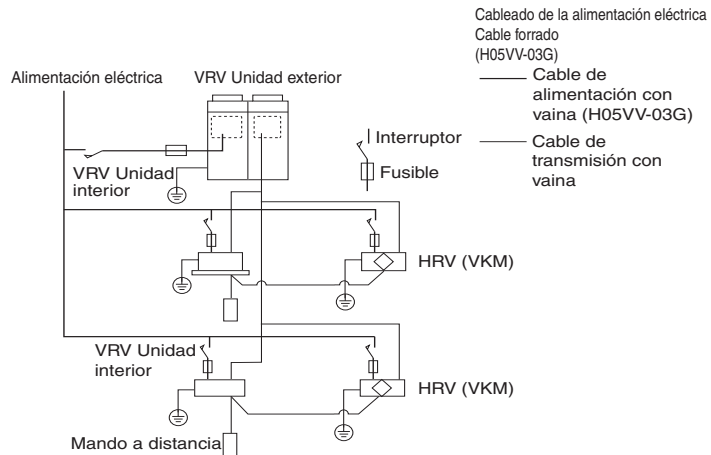 Cableado de la alimentación eléctrica
Cable forrado
(H05VV-03G)
Alimentación eléctrica
VRV Unidad exterior
Cable de
alimentación con
vaina (H05VV-03G)
Interruptor
Cable de
transmisión con
vaina
Fusible
VRV Unidad
interior
HRV (VKM)
VRV Unidad
interior
HRV (VKM)
Mando a distancia